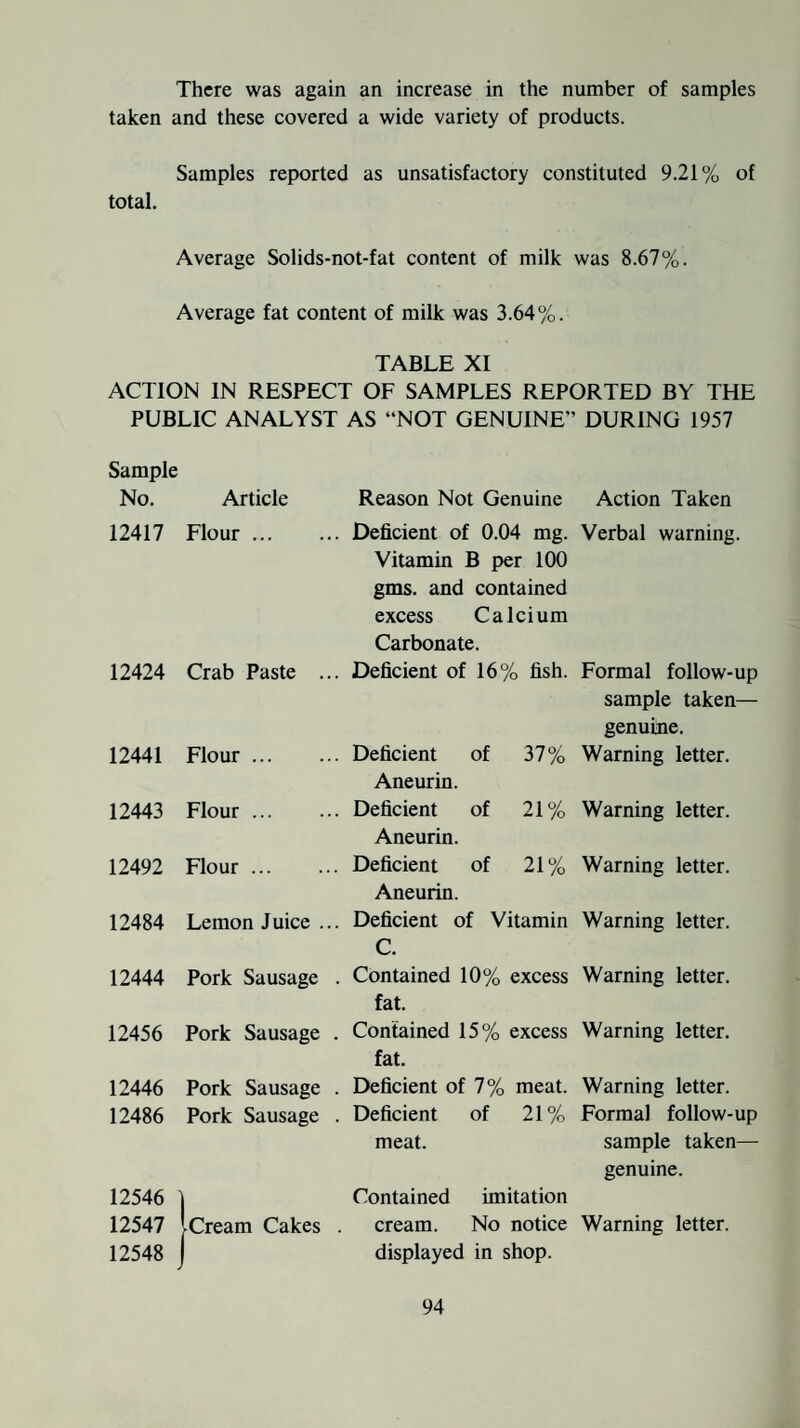 There was again an increase in the number of samples
taken and these covered a wide variety of products.
Samples reported as unsatisfactory constituted 9.21% of
total.
Average Solids-not-fat content of milk was 8.67%.
Average fat content of milk was 3.64%.
TABLE XI
ACTION IN RESPECT OF SAMPLES REPORTED BY THE
PUBLIC ANALYST AS “NOT GENUINE” DURING 1957
Sample
No. Article Reason Not Genuine Action Taken
12417 Flour ... ... Deficient of 0.04 mg. Verbal warning.
Vitamin B per 100
gms. and contained
excess Calcium
Carbonate.
12424 Crab Paste ... Deficient of 16% fish. Formal follow-up
sample taken—
genuine.
12441 Flour ... ... Deficient of 37% Warning letter.
Aneurin.
12443 Flour ... ... Deficient of 21% Warning letter.
Aneurin.
12492 Flour ... ... Deficient of 21% Warning letter.
Aneurin.
12484 Lemon Juice ... Deficient of Vitamin Warning letter.
C.
12444 Pork Sausage . Contained 10% excess Warning letter.
fat.
12456 Pork Sausage . Contained 15% excess Warning letter.
fat.
12446 Pork Sausage . Deficient of 7% meat. Warning letter.
12486 Pork Sausage . Deficient of 21% Formal follow-up
meat. sample taken—
genuine.
12546 Contained imitation
12547 Cream Cakes . cream. No notice Warning letter.
12548 displayed in shop.
94